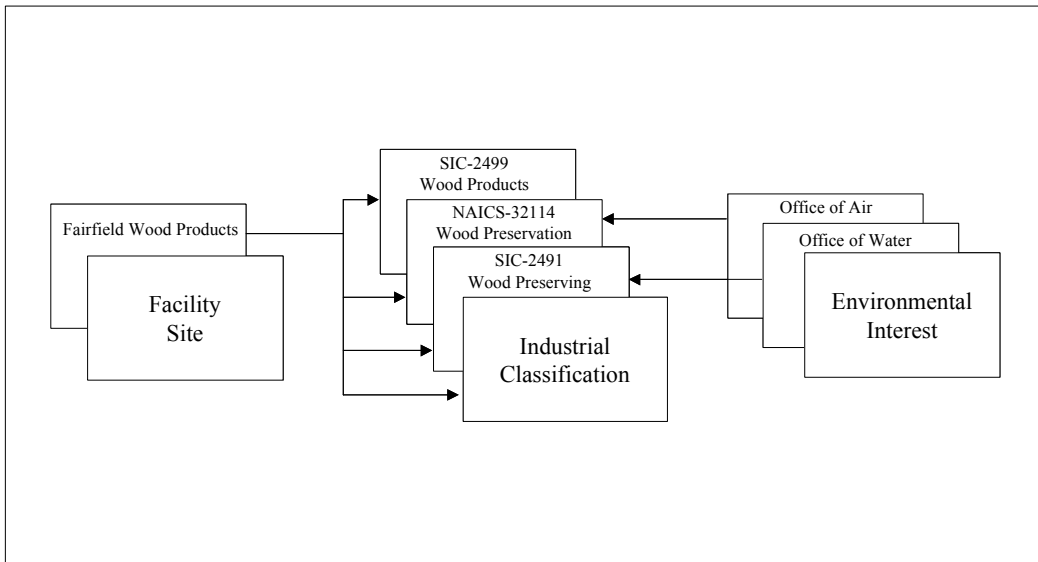 Fairfield Wood Products
Facility
Site
SIC-2499
Wood Products
NAICS-32114
Wood Preservation
SIC-2491
Wood Preserving
Industrial
Classification
Office of Air
Office of Water
Environmental
Interest